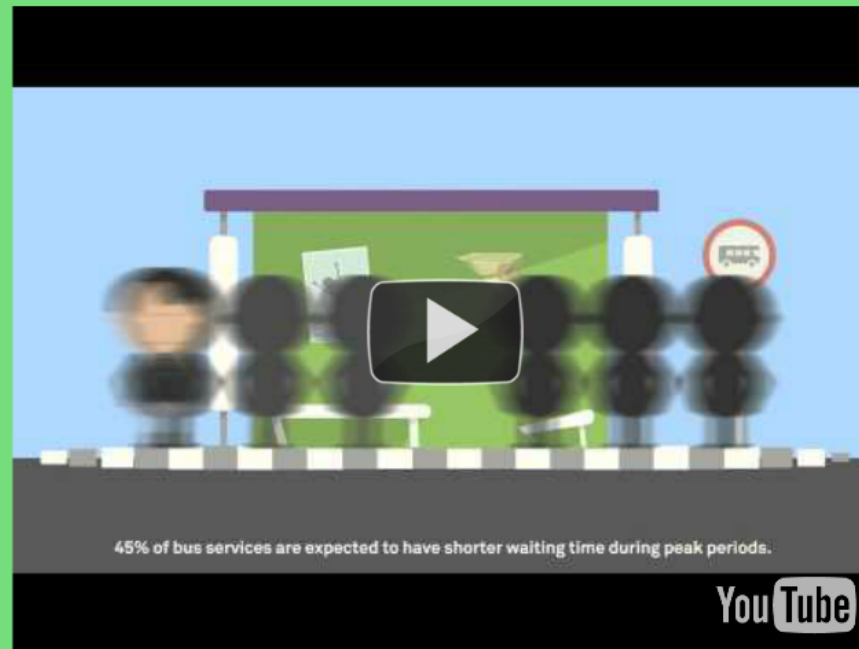 45% of bus services are expected to have shorter waiting time during peak periods.
YouTube